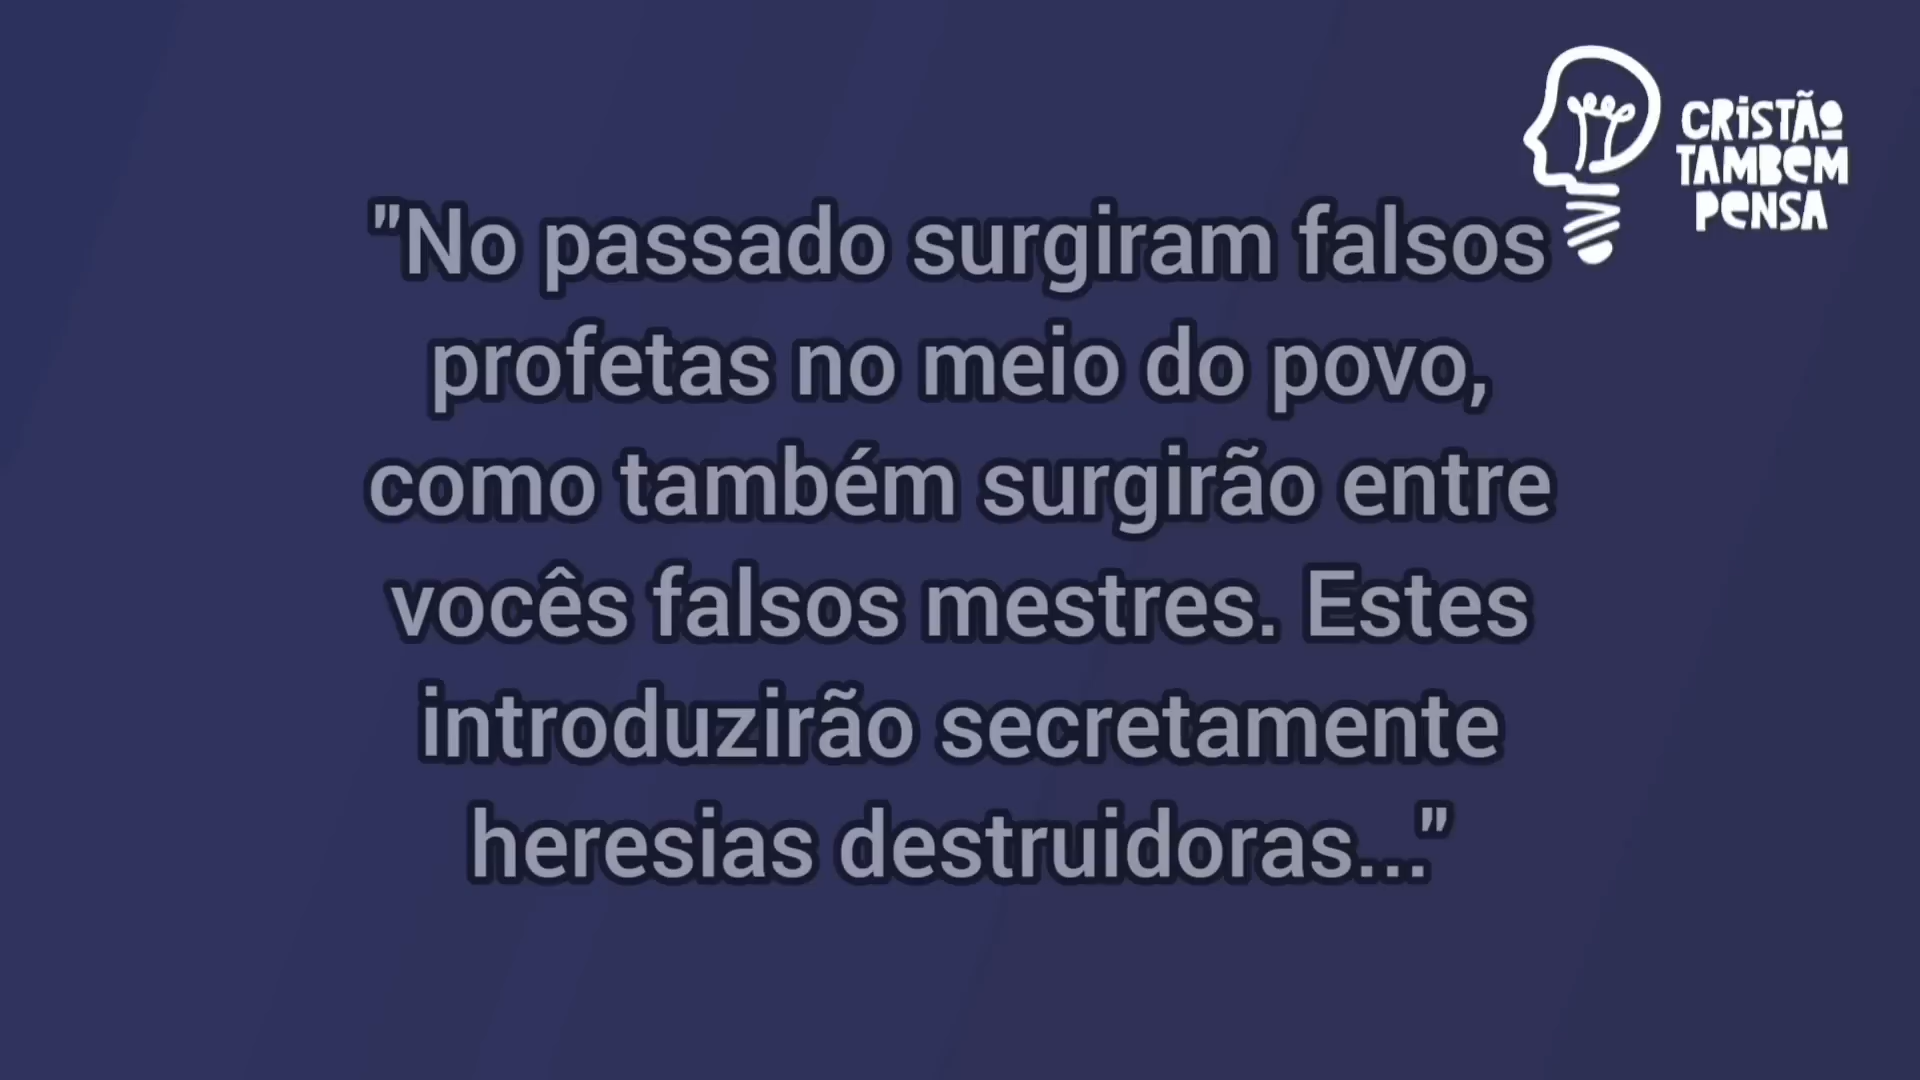 CRISTÃO
TAMBÉM
PENSA
"No passado surgiram falsos
profetas no meio do povo,
como também surgirão entre
vocês falsos mestres. Estes
introduzirão secretamente
heresias destruidoras..."